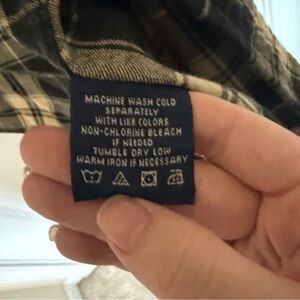 MACHINE WASH COLD
SEPARATELY
WITH LIKE COLORS
NON-CHLORINE BLEACH
IF NEEDED
TUMBLE DRY LOW
WARM IRON IF NECESSARY